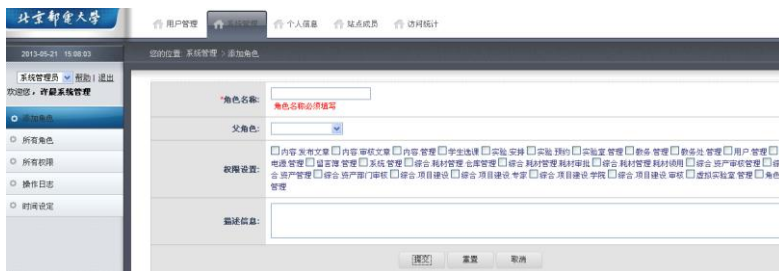 北京邮电大学
用户管理 系统管理 个人信息 站点成员 访问统计
2013-05-21 15:08:03
您的位置 系统管理 > 添加角色
系统管理员 帮助 | 退出
欢迎您，许最系统管理
添加角色
所有角色
所有权限
操作日志
时间设定
*角色名称:
角色名称必须填写
父角色:
权限设置:
内容 发布文章 内容 审核文章 内容 管理 学生选课 实验 安排 实验 预约 实验室 管理 教务 管理 教务处 管理 用户 管理
电源 管理 留言簿 管理 系统 管理 综合 耗材管理 仓库管理 综合 耗材管理 耗材审批 综合 耗材管理 耗材领用 综合 资产审核管理 综
合 资产管理 综合 资产部门审核 综合 项目建设 综合 项目建设 专家 综合 项目建设 学院 综合 项目建设 审核 虚拟实验室 管理 角色
管理
描述信息:
提交 重置 取消